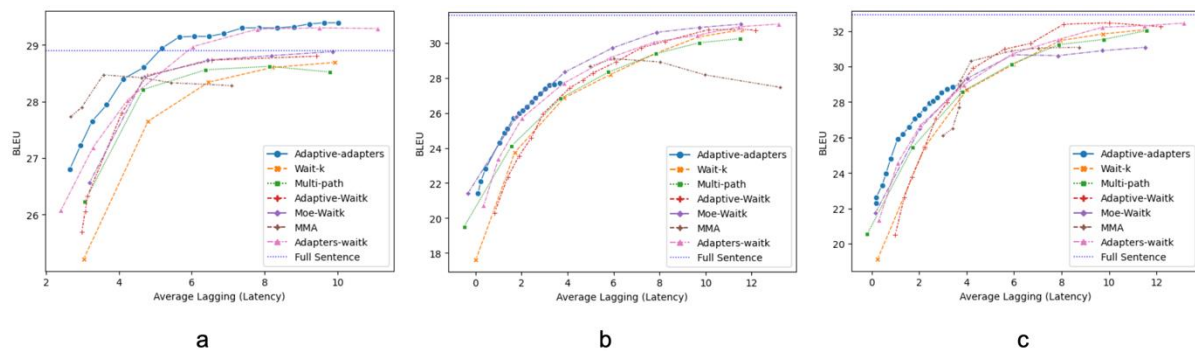 BLEU
29
28
27
26
2
4
6
8
10
Average Lagging (Latency)
Adaptive-adapters
Wait-k
Multi-path
Adaptive-Waitk
Moe-Waitk
MMA
Adapters-waitk
Full Sentence
a
BLEU
30
28
26
24
22
20
18
0
2
4
6
8
10
12
Average Lagging (Latency)
Adaptive-adapters
Wait-k
Multi-path
Adaptive-Waitk
Moe-Waitk
MMA
Adapters-waitk
Full Sentence
b
BLEU
32
30
28
26
24
22
20
0
2
4
6
8
10
12
Average Lagging (Latency)
Adaptive-adapters
Wait-k
Multi-path
Adaptive-Waitk
Moe-Waitk
MMA
Adapters-waitk
Full Sentence
c